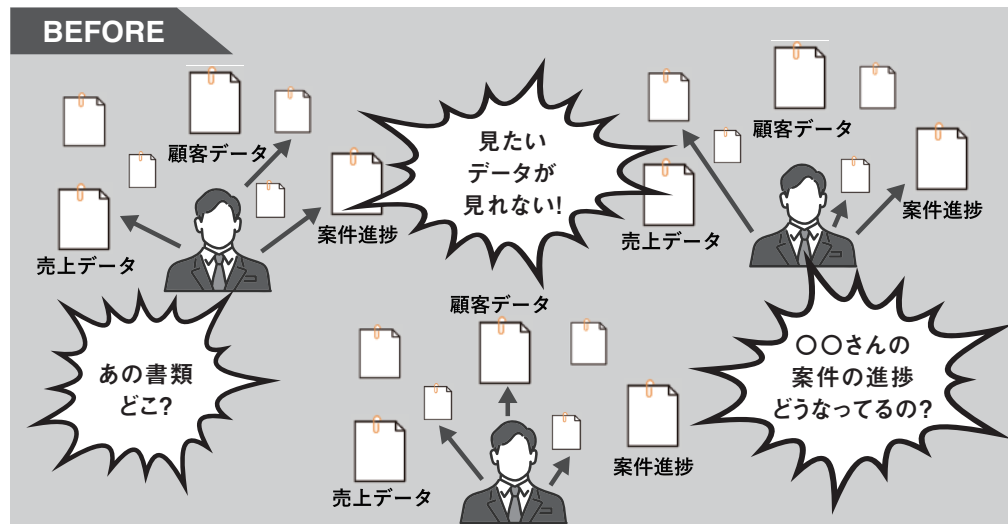 BEFORE
顧客データ
売上データ
案件進捗
見たい
データが
見れない!
顧客データ
売上データ
案件進捗
あの書類
どこ?
顧客データ
売上データ
案件進捗
〇〇さんの
案件の進捗
どうなってるの?